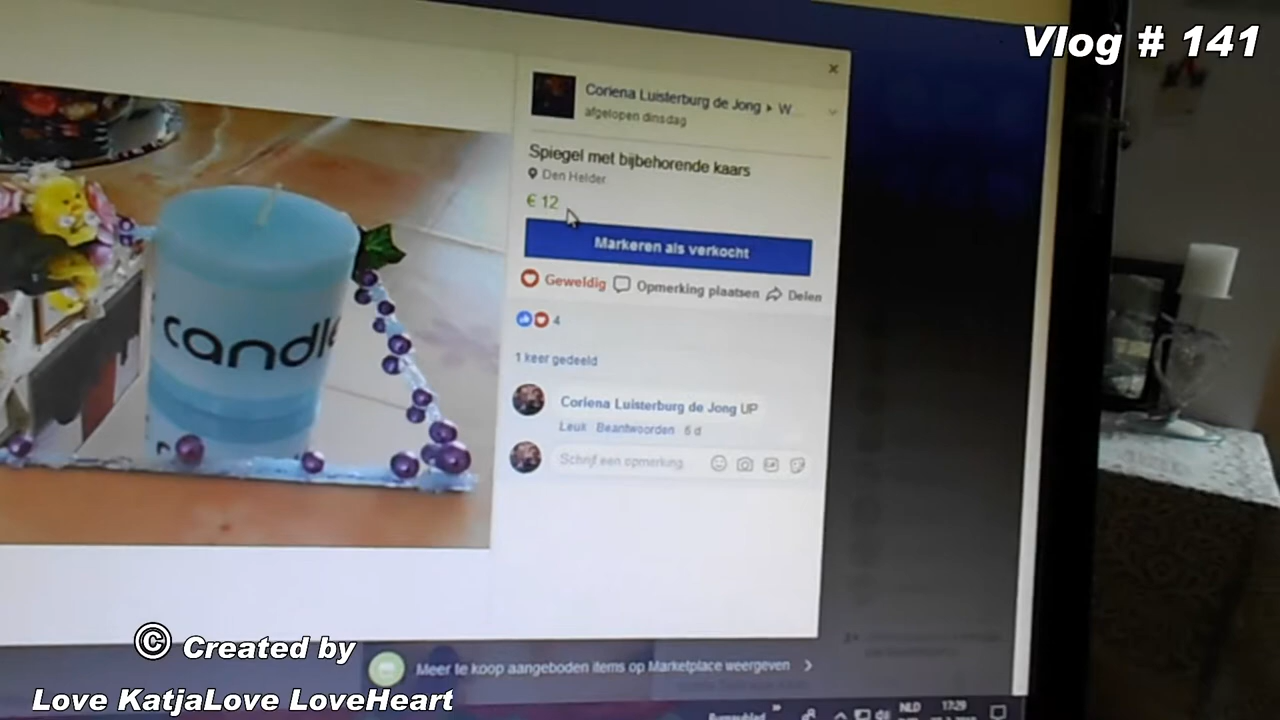 Vlog # 141
Coriena Luisterburg de Jong ▸ W...
afgelopen dinsdag
Spiegel met bijbehorende kaars
Den Helder
€ 12
Markeren als verkocht
Geweldig Opmerking plaatsen Delen
4
1 keer gedeeld
Coriena Luisterburg de Jong UP
Leuk Beantwoorden 6 d
Schrijf een opmerking
candle
Meer te koop aangeboden items op Marketplace weergeven
© Created by
Love KatjaLove LoveHeart
NLD 17:29